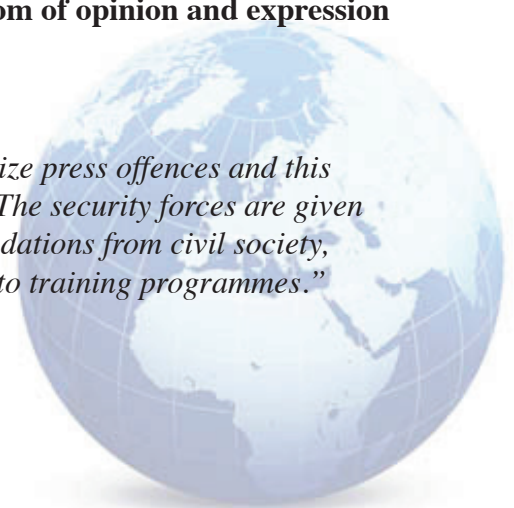 om of opinion and expression
ize press offences and this
The security forces are given
dations from civil society,
to training programmes.”